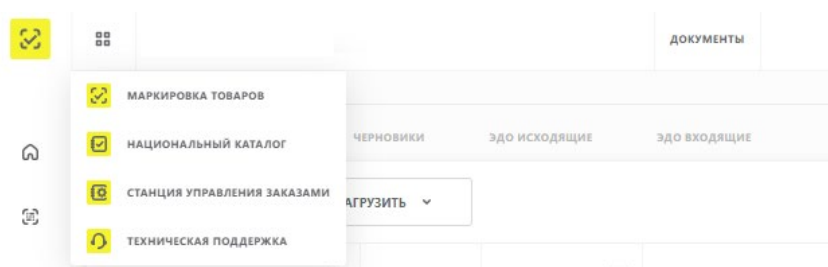 ДОКУМЕНТЫ
МАРКИРОВКА ТОВАРОВ
НАЦИОНАЛЬНЫЙ КАТАЛОГ
ЧЕРНОВИКИ ЭДО ИСХОДЯЩИЕ ЭДО ВХОДЯЩИЕ
СТАНЦИЯ УПРАВЛЕНИЯ ЗАКАЗАМИ
АГРУЗИТЬ
ТЕХНИЧЕСКАЯ ПОДДЕРЖКА